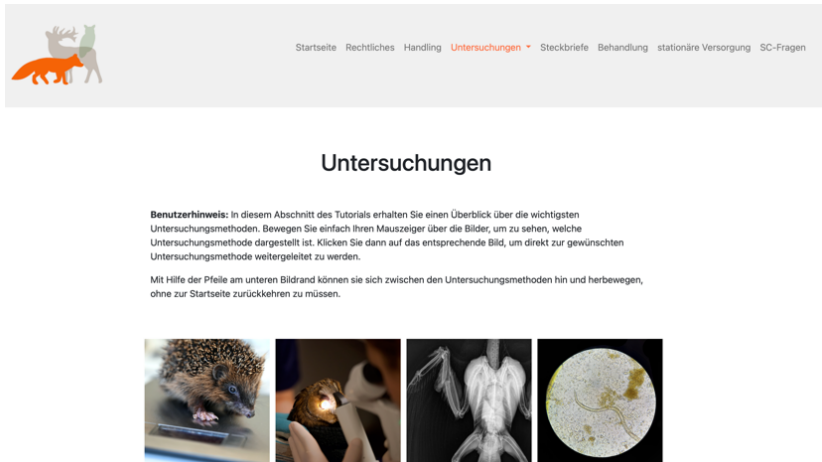 Startseite Rechtliches Handling Untersuchungen Steckbriefe Behandlung stationäre Versorgung SC-Fragen
Untersuchungen
Benutzerhinweis: In diesem Abschnitt des Tutorials erhalten Sie einen Überblick über die wichtigsten
Untersuchungsmethoden. Bewegen Sie einfach Ihren Mauszeiger über die Bilder, um zu sehen, welche
Untersuchungsmethode dargestellt ist. Klicken Sie dann auf das entsprechende Bild, um direkt zur gewünschten
Untersuchungsmethode weitergeleitet zu werden.
Mit Hilfe der Pfeile am unteren Bildrand können sie sich zwischen den Untersuchungsmethoden hin und herbewegen,
ohne zur Startseite zurückkehren zu müssen.